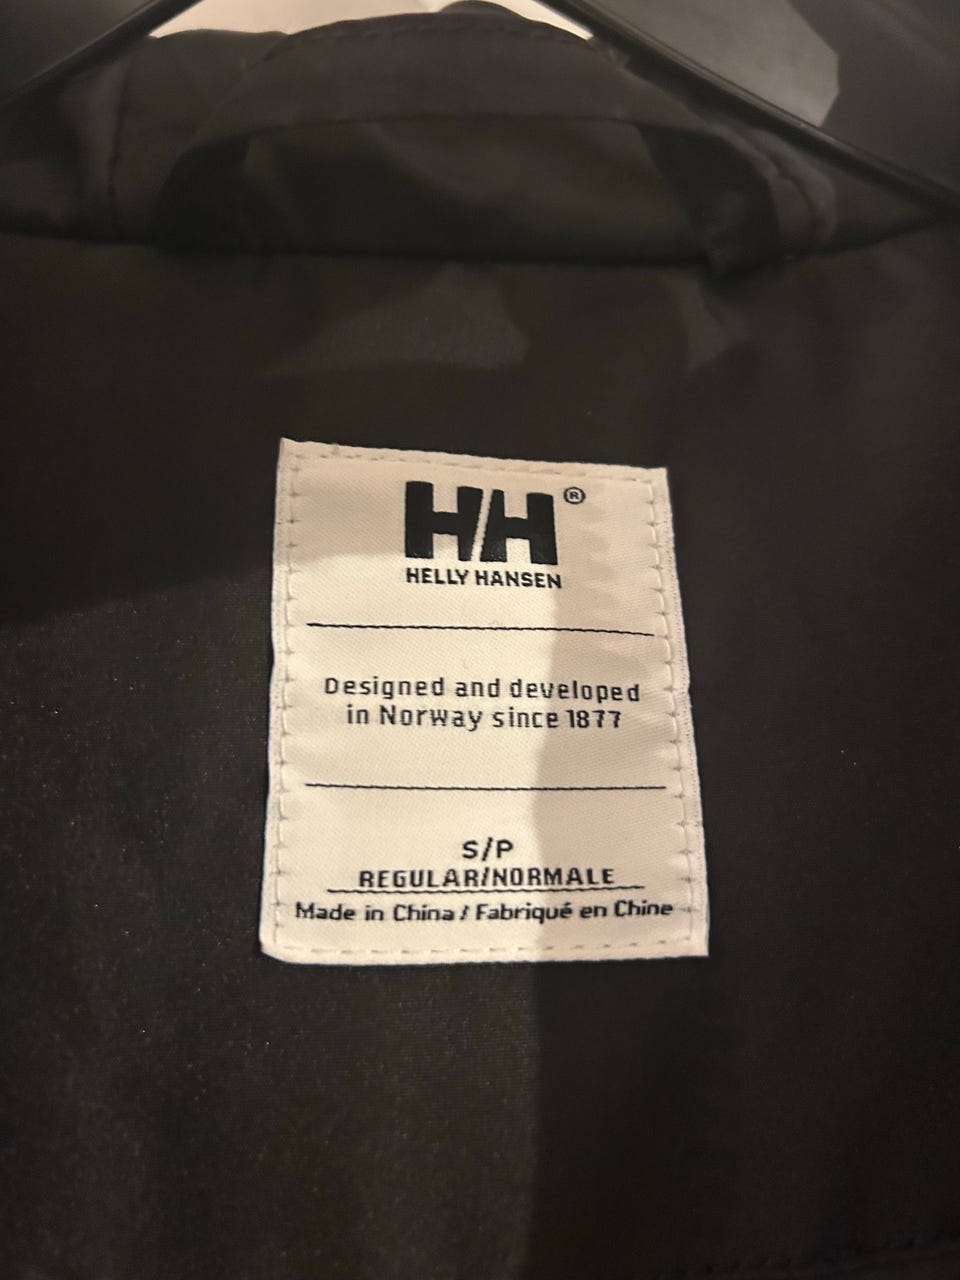 HH®
HELLY HANSEN
Designed and developed
in Norway since 1877
S/P
REGULAR/NORMALE
Made in China / Fabriqué en Chine